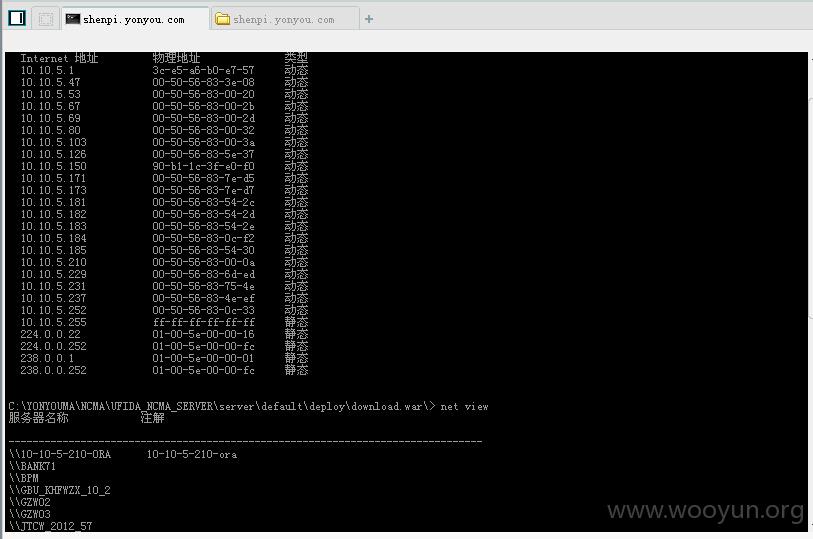 shenpi.yonyou.com shenpi.yonyou.com +
Internet 地址 物理地址 类型
10.10.5.1 3c-e5-a6-b0-e7-57 动态
10.10.5.47 00-50-56-83-3e-08 动态
10.10.5.53 00-50-56-83-00-20 动态
10.10.5.67 00-50-56-83-00-2b 动态
10.10.5.69 00-50-56-83-00-2d 动态
10.10.5.80 00-50-56-83-00-32 动态
10.10.5.103 00-50-56-83-00-3a 动态
10.10.5.126 00-50-56-83-5e-37 动态
10.10.5.150 90-b1-1c-3f-e0-f0 动态
10.10.5.171 00-50-56-83-7e-d5 动态
10.10.5.173 00-50-56-83-7e-d7 动态
10.10.5.181 00-50-56-83-54-2c 动态
10.10.5.182 00-50-56-83-54-2d 动态
10.10.5.183 00-50-56-83-54-2e 动态
10.10.5.184 00-50-56-83-0c-f2 动态
10.10.5.185 00-50-56-83-54-30 动态
10.10.5.210 00-50-56-83-00-0a 动态
10.10.5.229 00-50-56-83-6d-ed 动态
10.10.5.231 00-50-56-83-75-4e 动态
10.10.5.237 00-50-56-83-4e-ef 动态
10.10.5.252 00-50-56-83-0c-33 动态
10.10.5.255 ff-ff-ff-ff-ff-ff 静态
224.0.0.22 01-00-5e-00-00-16 静态
224.0.0.252 01-00-5e-00-00-fc 静态
238.0.0.1 01-00-5e-00-00-01 静态
238.0.0.252 01-00-5e-00-00-fc 静态
C:\YONYOUMA\NCMA\UFIDA_NCMA_SERVER\server\default\deploy\download.war\> net view
服务器名称 注解
-------------------------------------------------------------------------------
\\10-10-5-210-ORA 10-10-5-210-ora
\\BANK71
\\BPM
\\GBU_KHFWZX_10_2
\\GZW02
\\GZW03
\\JTCW_2012_57
www.wooyun.org